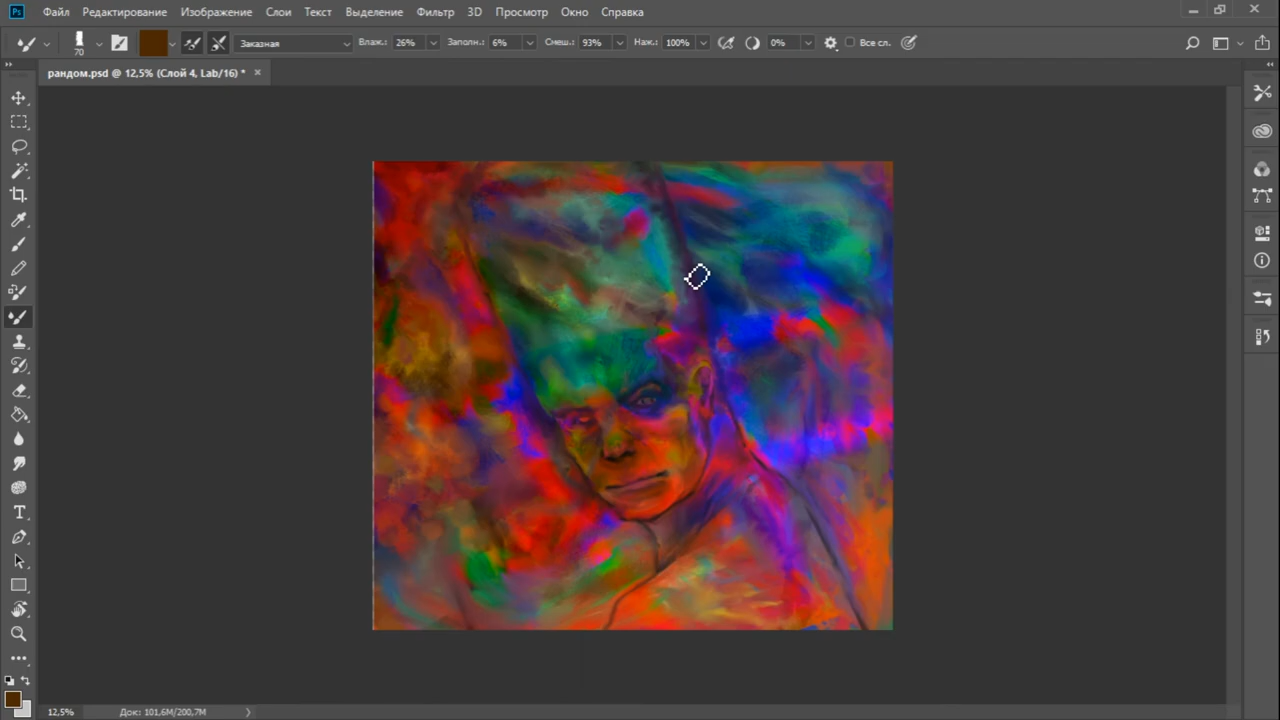 Ps Файл Редактирование Изображение Слои Текст Выделение Фильтр 3D Просмотр Окно Справка
70 Заказная Влаж.: 26% Заполн.: 6% Смеш.: 93% Наж.: 100% 0% Все сл.
рандом.psd @ 12,5% (Слой 4, Lab/16) * ×
T
12,5% Док: 101,6M/200,7M